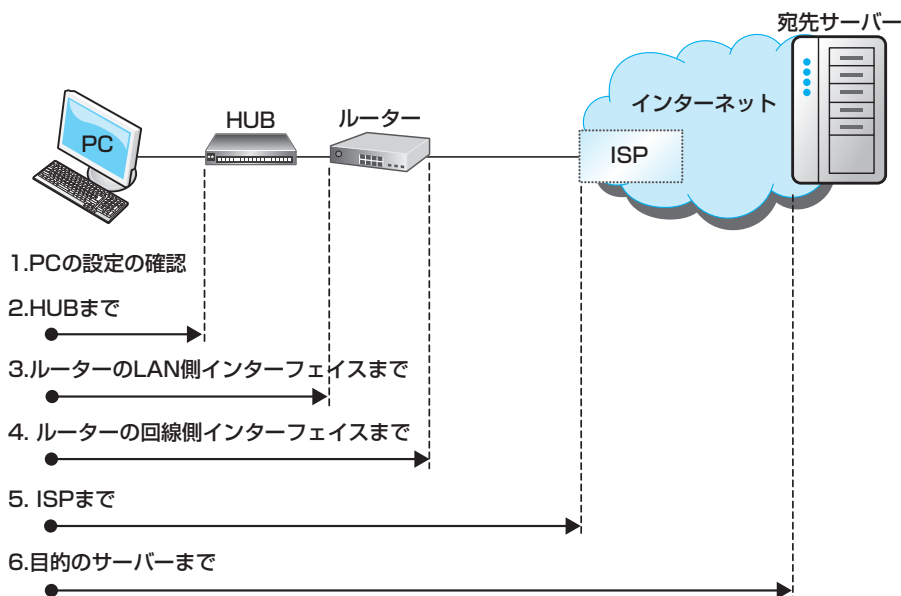 宛先サーバー
インターネット
HUB
ルーター
PC
ISP
1.PCの設定の確認
2.HUBまで
3.ルーターのLAN側インターフェイスまで
4. ルーターの回線側インターフェイスまで
5. ISPまで
6.目的のサーバーまで